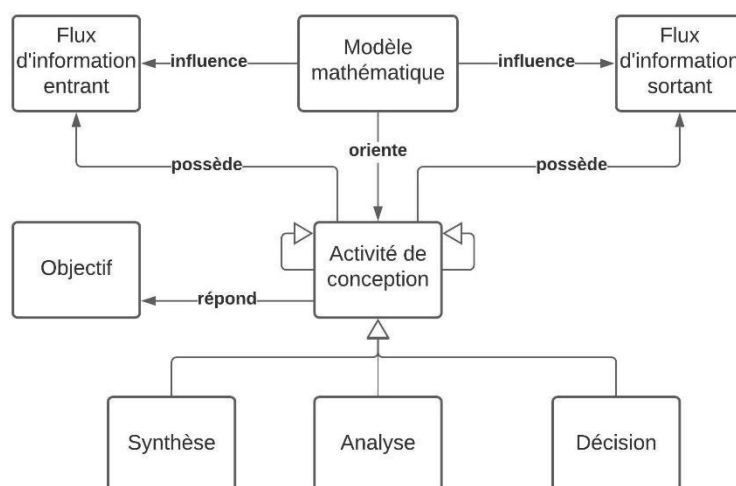 Flux
d'information
entrant
influence
Modèle
mathématique
influence
Flux
d'information
sortant
possède
oriente
possède
Objectif
répond
Activité de
conception
Synthèse
Analyse
Décision